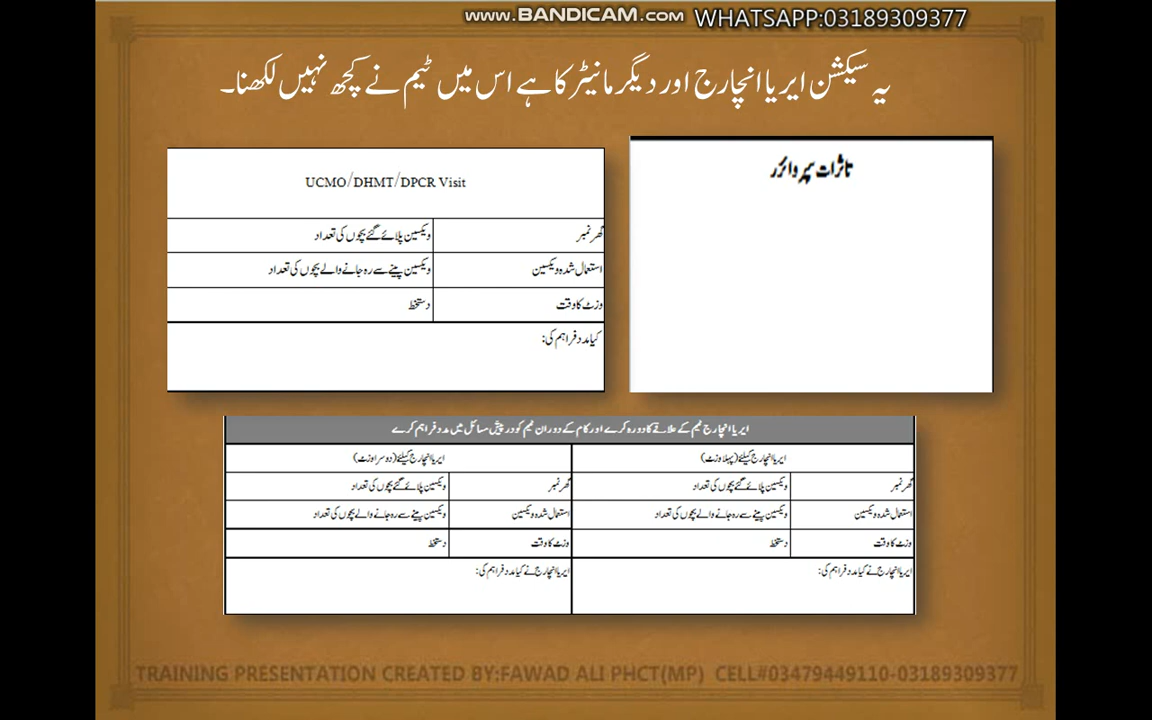 www.BANDICAM.com WHATSAPP:03189309377
یہ سیکشن ایریا انچارج اور دیگر مانیٹر کا ہے اس میں ٹیم نے کچھ نہیں لکھنا۔
تاثرات سپروائزر
UCMO/DHMT/DPCR Visit
گھر نمبر
ویکسین پلائے گئے بچوں کی تعداد
استعمال شدہ ویکسین
ویکسین پینے سے رہ جانے والے بچوں کی تعداد
وزٹ کا وقت
دستخط
کیا مدد فراہم کی:
ایریا انچارج ٹیم کے علاقے کا دورہ کرے اور کام کے دوران ٹیم کو درپیش مسائل میں مدد فراہم کرے
ایریا انچارج کیلئے (پہلا وزٹ)
ایریا انچارج کیلئے (دوسرا وزٹ)
گھر نمبر
ویکسین پلائے گئے بچوں کی تعداد
گھر نمبر
ویکسین پلائے گئے بچوں کی تعداد
استعمال شدہ ویکسین
ویکسین پینے سے رہ جانے والے بچوں کی تعداد
استعمال شدہ ویکسین
ویکسین پینے سے رہ جانے والے بچوں کی تعداد
وزٹ کا وقت
دستخط
وزٹ کا وقت
دستخط
ایریا انچارج نے کیا مدد فراہم کی:
ایریا انچارج نے کیا مدد فراہم کی:
TRAINING PRESENTATION CREATED BY:FAWAD ALI PHCT(MP) CELL#03479449110-03189309377